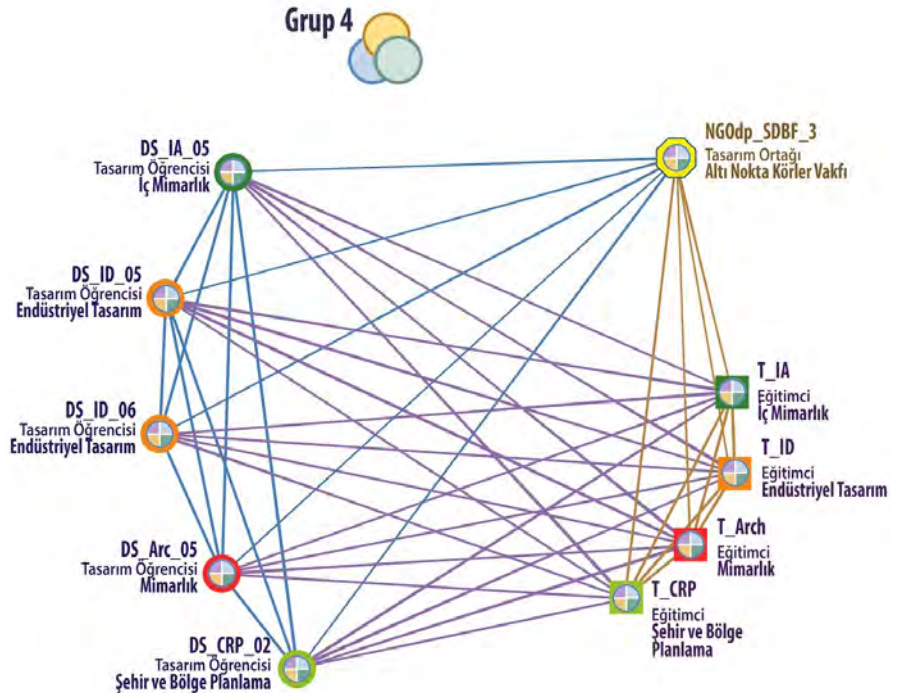 Grup 4
DS_IA_05
Tasarım Öğrencisi
İç Mimarlık
NGOdp_SDBF_3
Tasarım Ortağı
Altı Nokta Körler Vakfı
DS_ID_05
Tasarım Öğrencisi
Endüstriyel Tasarım
T_IA
Eğitimci
İç Mimarlık
DS_ID_06
Tasarım Öğrencisi
Endüstriyel Tasarım
T_ID
Eğitimci
Endüstriyel Tasarım
T_Arch
Eğitimci
Mimarlık
DS_Arc_05
Tasarım Öğrencisi
Mimarlık
T_CRP
Eğitimci
Şehir ve Bölge
Planlama
DS_CRP_02
Tasarım Öğrencisi
Şehir ve Bölge Planlama